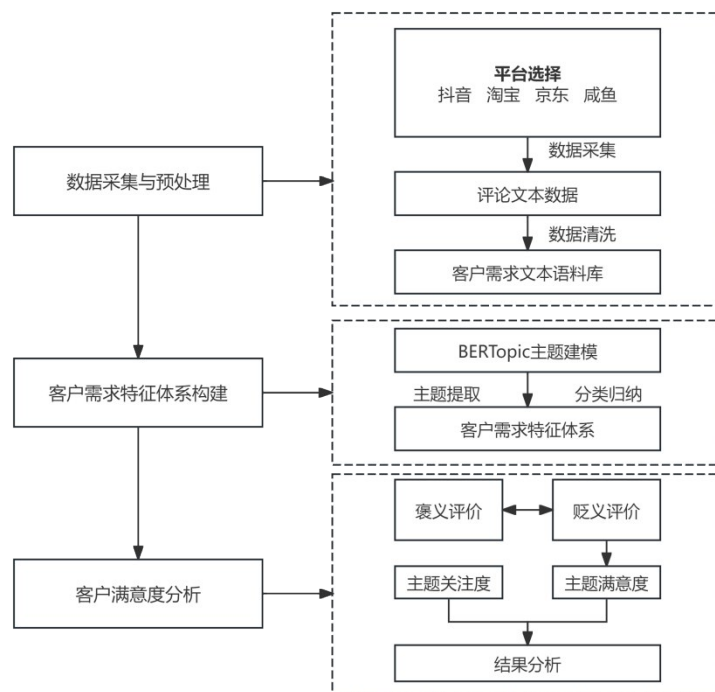 平台选择
抖音 淘宝 京东 咸鱼
数据采集
数据采集与预处理
评论文本数据
数据清洗
客户需求文本语料库
BERTopic主题建模
客户需求特征体系构建
主题提取 分类归纳
客户需求特征体系
褒义评价 贬义评价
客户满意度分析
主题关注度 主题满意度
结果分析